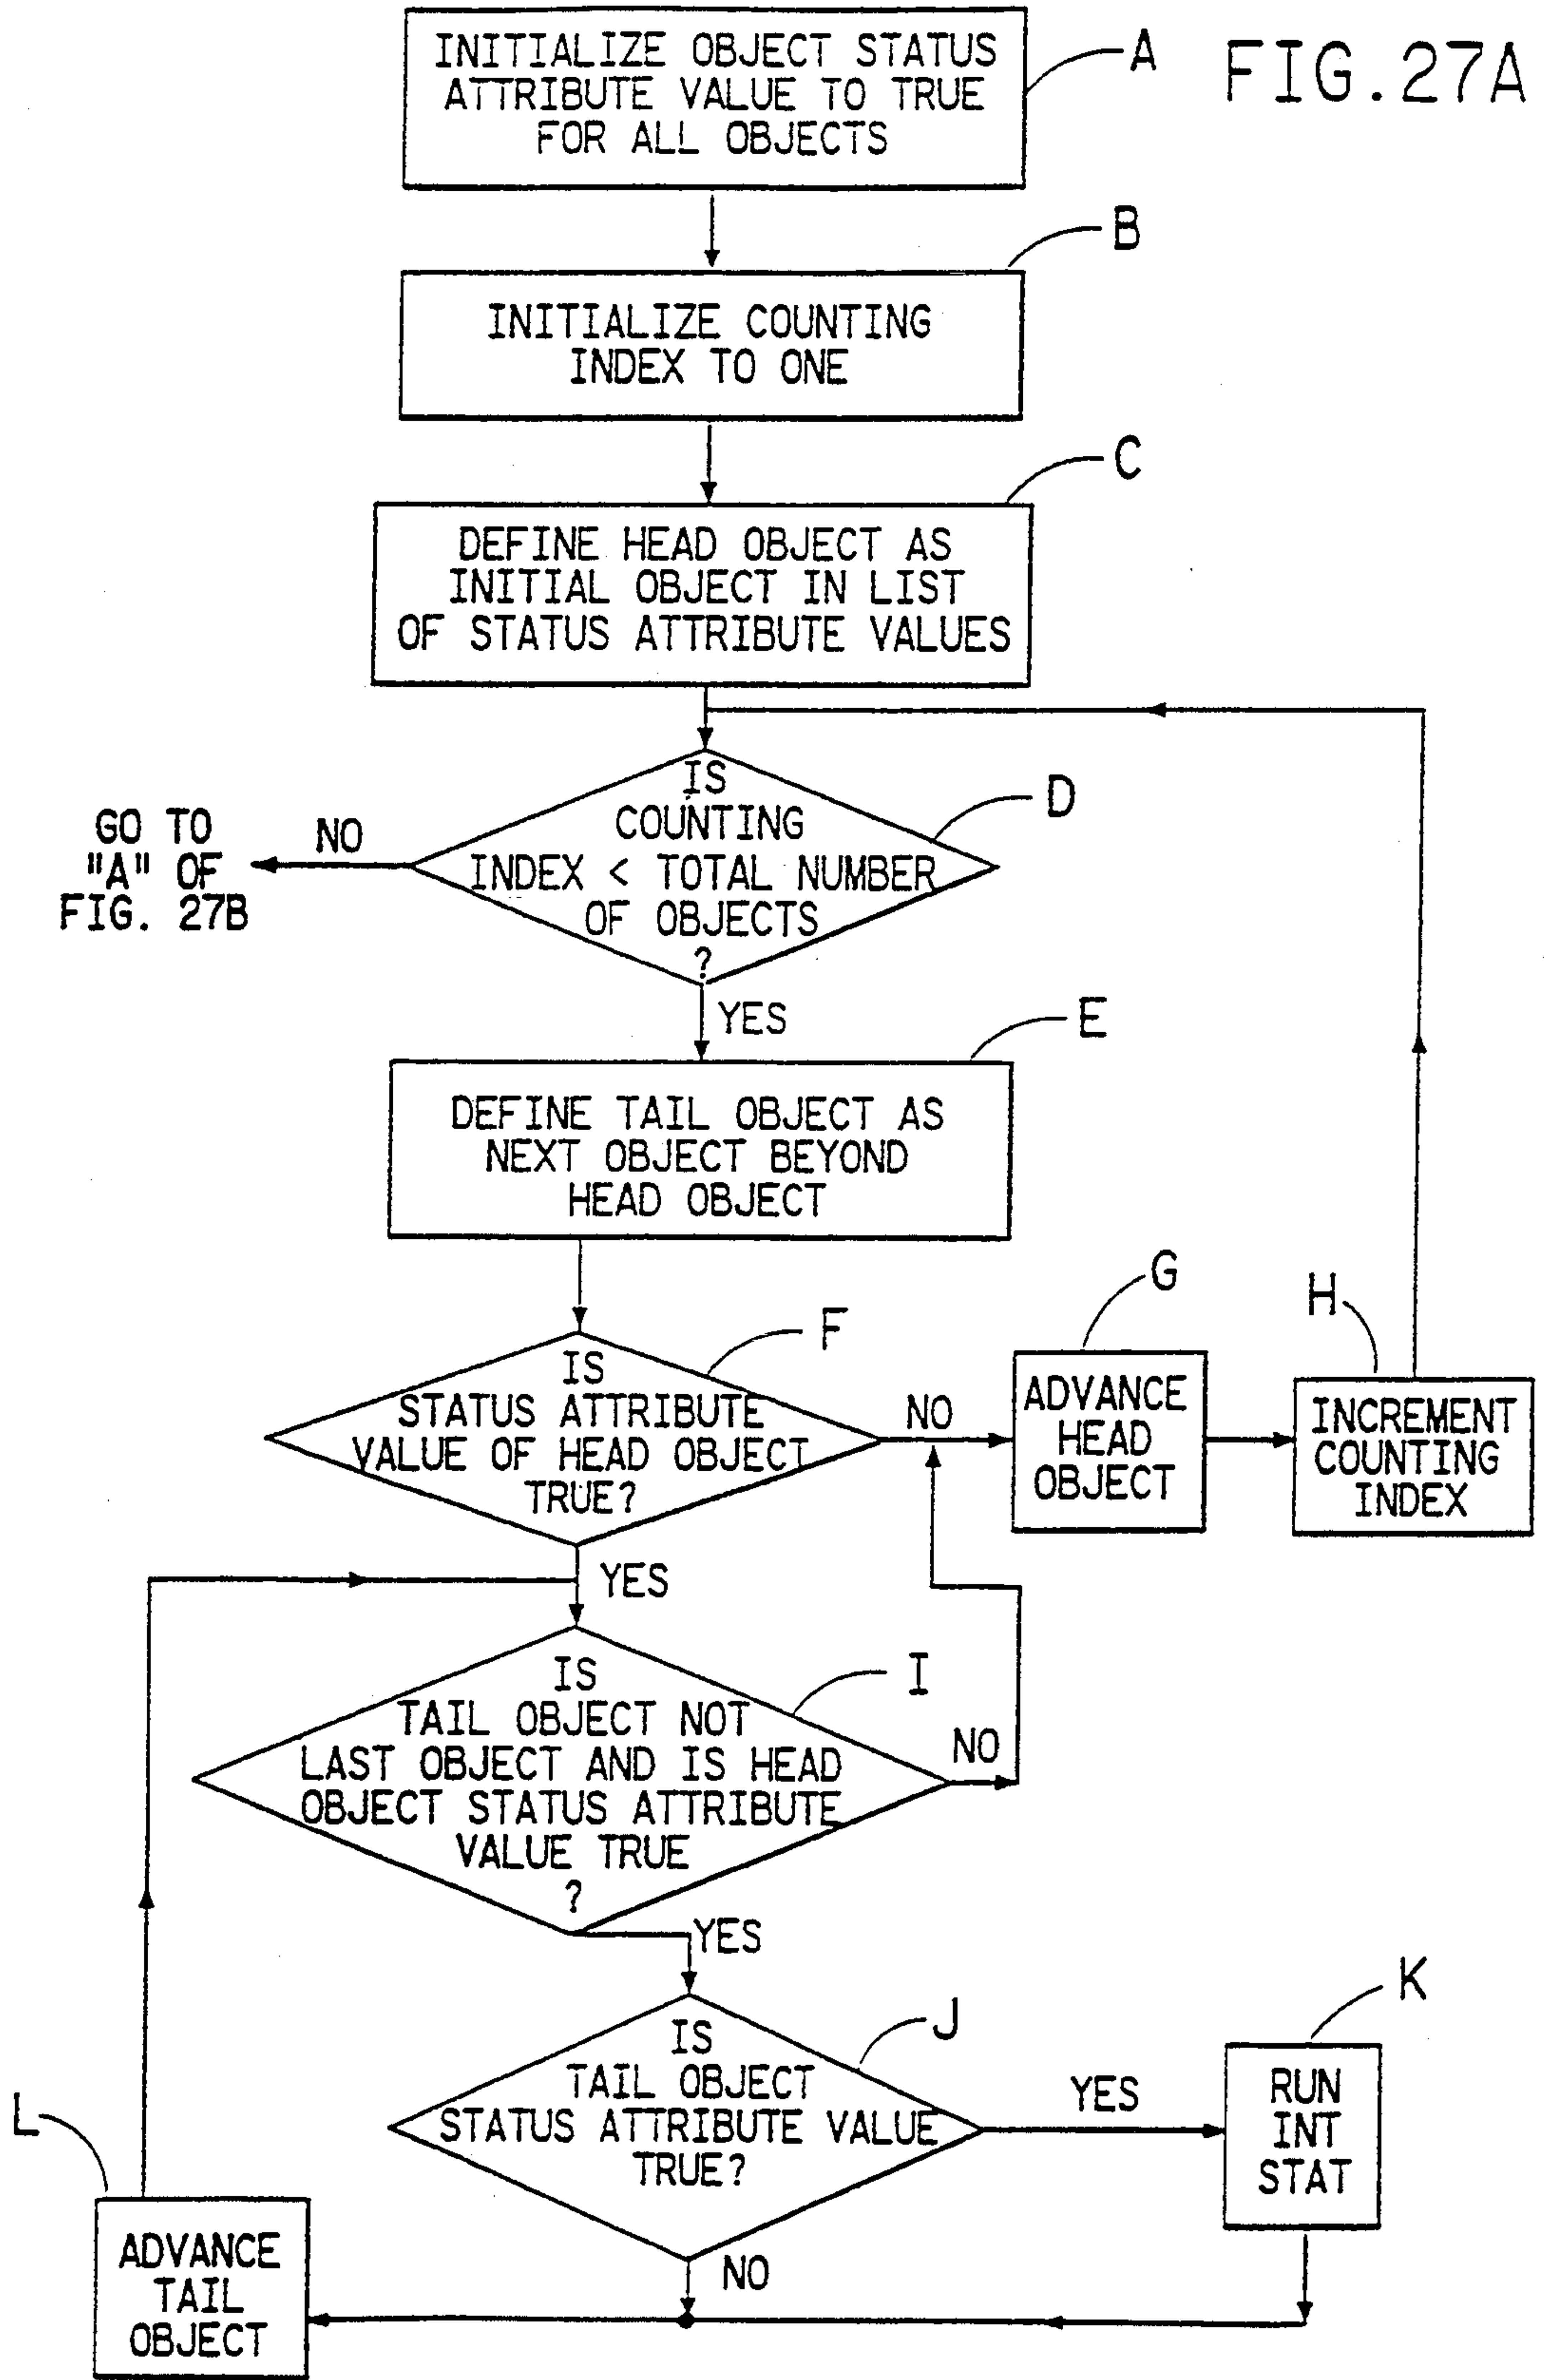 FIG.27A
INITIALIZE OBJECT STATUS
ATTRIBUTE VALUE TO TRUE
FOR ALL OBJECTS
A
INITIALIZE COUNTING
INDEX TO ONE
B
DEFINE HEAD OBJECT AS
INITIAL OBJECT IN LIST
OF STATUS ATTRIBUTE VALUES
C
IS
COUNTING
INDEX < TOTAL NUMBER
OF OBJECTS
?
D
NO
GO TO
"A" OF
FIG. 27B
YES
DEFINE TAIL OBJECT AS
NEXT OBJECT BEYOND
HEAD OBJECT
E
IS
STATUS ATTRIBUTE
VALUE OF HEAD OBJECT
TRUE?
F
NO
ADVANCE
HEAD
OBJECT
G
INCREMENT
COUNTING
INDEX
H
YES
IS
TAIL OBJECT NOT
LAST OBJECT AND IS HEAD
OBJECT STATUS ATTRIBUTE
VALUE TRUE
?
I
NO
YES
IS
TAIL OBJECT
STATUS ATTRIBUTE VALUE
TRUE?
J
YES
RUN
INT
STAT
K
NO
ADVANCE
TAIL
OBJECT
L